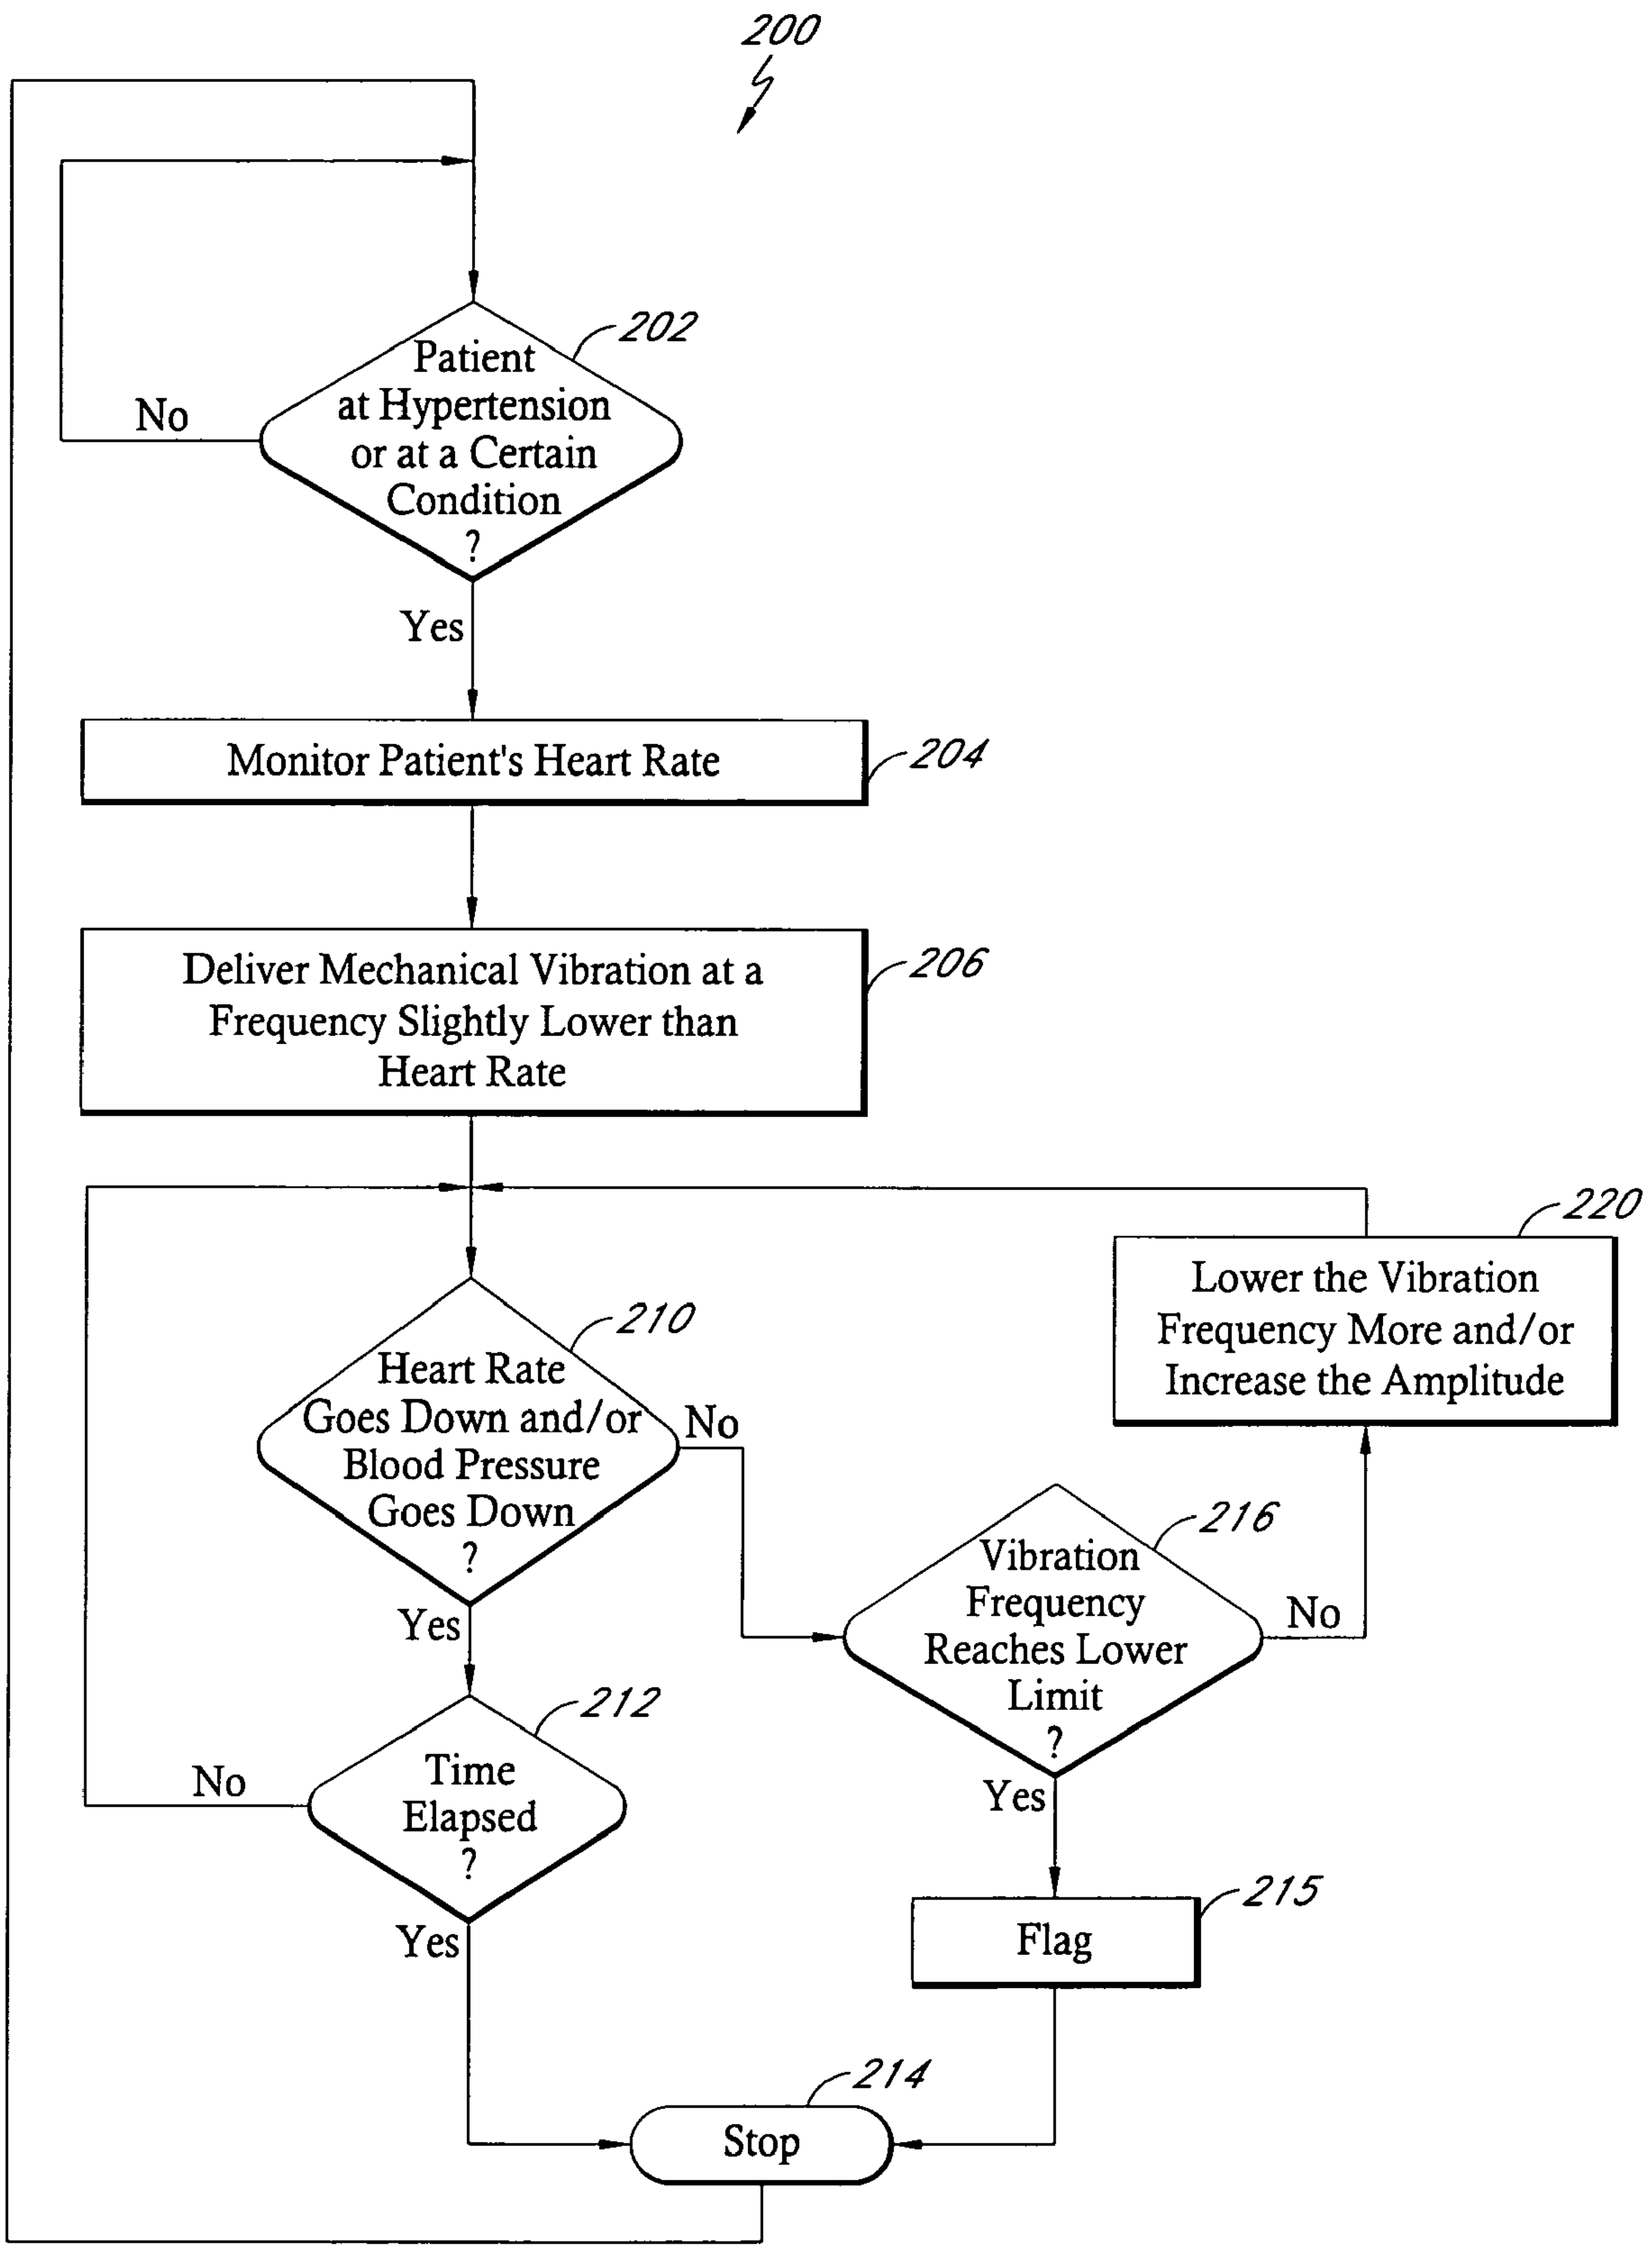 200
202
Patient
at Hypertension
or at a Certain
Condition
?
No
Yes
Monitor Patient's Heart Rate
204
Deliver Mechanical Vibration at a
Frequency Slightly Lower than
Heart Rate
206
210
Heart Rate
Goes Down and/or
Blood Pressure
Goes Down
?
No
Yes
220
Lower the Vibration
Frequency More and/or
Increase the Amplitude
216
Vibration
Frequency
Reaches Lower
Limit
?
No
Yes
212
Time
Elapsed
?
No
Yes
215
Flag
214
Stop